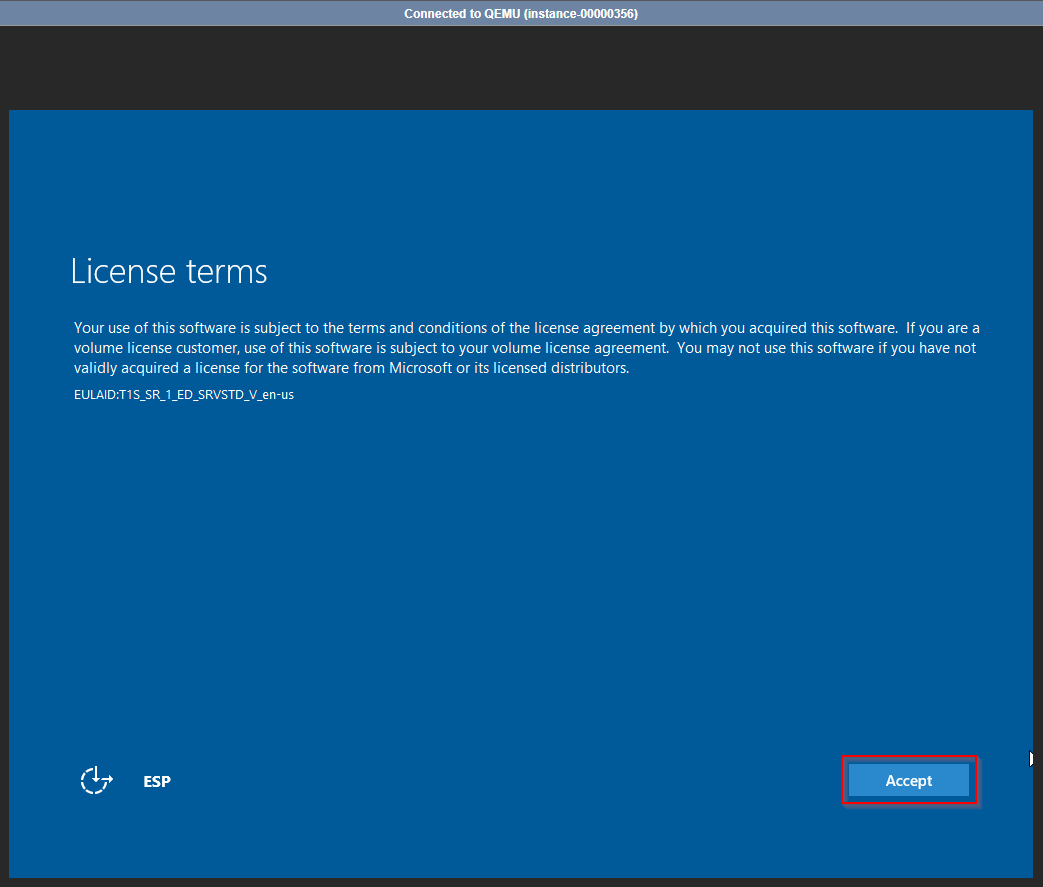 Connected to QEMU (instance-00000356)
License terms
Your use of this software is subject to the terms and conditions of the license agreement by which you acquired this software.  If you are a
volume license customer, use of this software is subject to your volume license agreement.  You may not use this software if you have not
validly acquired a license for the software from Microsoft or its licensed distributors.
EULAID:T1S_SR_1_ED_SRVSTD_V_en-us
ESP
Accept